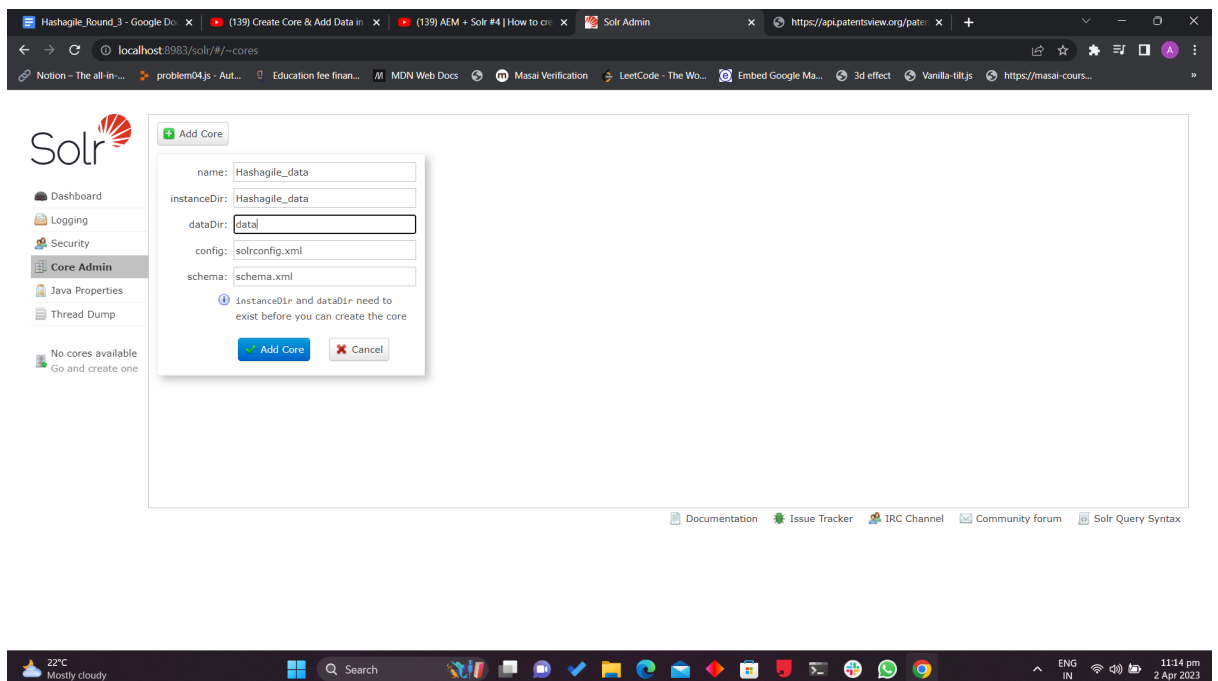 Hashagile_Round_3 - Google Do
(139) Create Core & Add Data in
(139) AEM + Solr #4 | How to cre
Solr Admin
https://api.patentsview.org/pater
localhost:8983/solr/#/~cores
A
Notion – The all-in-...
problem04.js - Aut...
Education fee finan...
MDN Web Docs
Masai Verification
LeetCode - The Wo...
Embed Google Ma...
3d effect
Vanilla-tilt.js
https://masai-cours...
»
Solr
Add Core
name: Hashagile_data
instanceDir: Hashagile_data
dataDir: data
config: solrconfig.xml
schema: schema.xml
instanceDir and dataDir need to
exist before you can create the core
Add Core
Cancel
Dashboard
Logging
Security
Core Admin
Java Properties
Thread Dump
No cores available
Go and create one
Documentation
Issue Tracker
IRC Channel
Community forum
Solr Query Syntax
22°C
Mostly cloudy
Search
ENG
IN
11:14 pm
2 Apr 2023